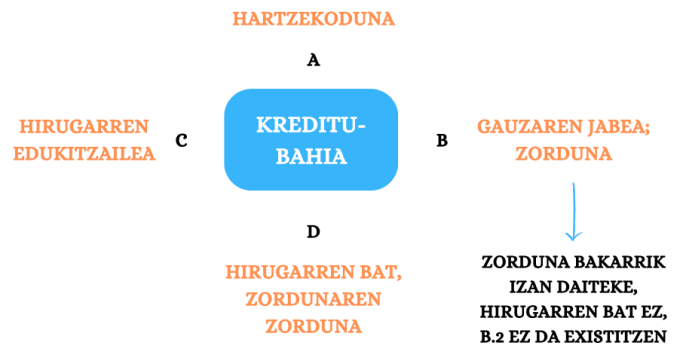 HARTZEKODUNA
A
HIRUGARREN
EDUKITZAILEA
C
KREDITU-
BAHIA
B
GAUZAREN JABEA;
ZORDUNA
D
HIRUGARREN BAT,
ZORDUNAREN
ZORDUNA
ZORDUNA BAKARRIK
IZAN DAITEKE,
HIRUGARREN BAT EZ,
B.2 EZ DA EXISTITZEN